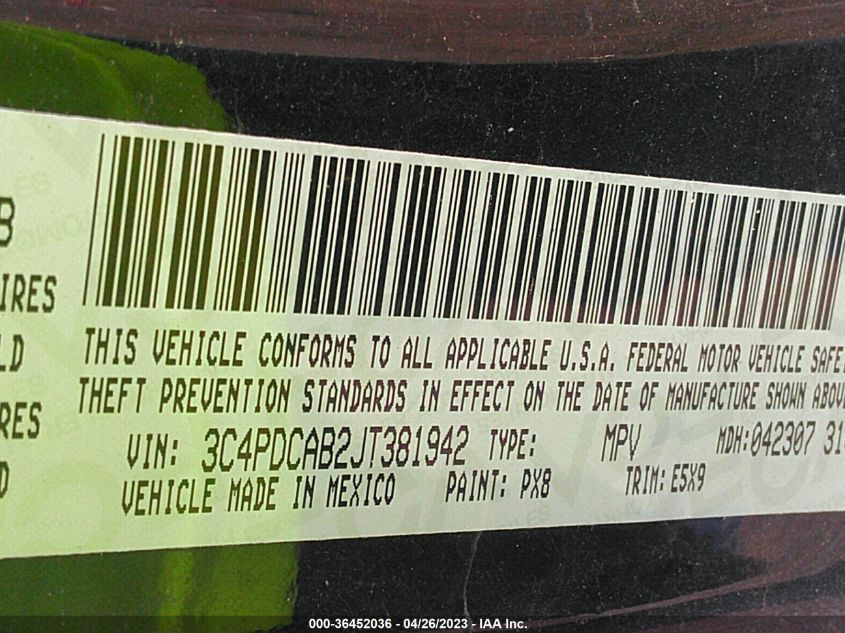 B
IRES
LD
RES
D
THIS VEHICLE CONFORMS TO ALL APPLICABLE U.S.A. FEDERAL MOTOR VEHICLE SAFE
THEFT PREVENTION STANDARDS IN EFFECT ON THE DATE OF MANUFACTURE SHOWN ABOV
VIN: 3C4PDCAB2JT381942 TYPE: MPV MDH:042307 31
VEHICLE MADE IN MEXICO PAINT: PX8 TRIM: E5X9
000-36452036 - 04/26/2023 - IAA Inc.